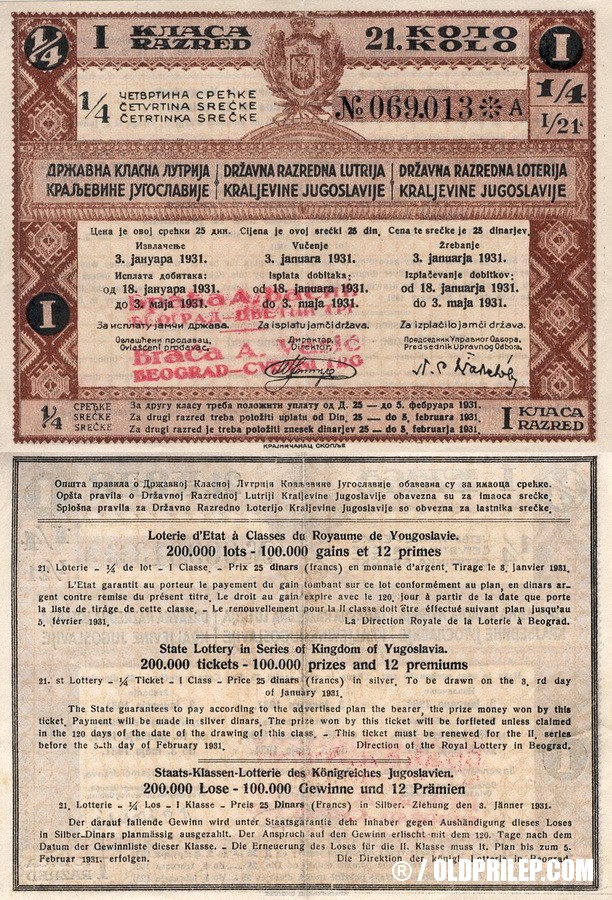 1/4
I КЛАСА
RAZRED
21. КОЛО
KOLO
I
1/4
ЧЕТВРТИНА СРЕЋКЕ
ČETVRTINA SREĆKE
ČETRTINKA SREČKE
№ 069.013 ※ A
1/4
I/21
ДРЖАВНА КЛАСНА ЛУТРИЈА
КРАЉЕВИНЕ ЈУГОСЛАВИЈЕ
DRŽAVNA RAZREDNA LUTRIJA
KRALJEVINE JUGOSLAVIJE
DRŽAVNA RAZREDNA LOTERIJA
KRALJEVINE JUGOSLAVIJE
Цена је овој срећки 25 дин.
Извлачење
3. јануара 1931.
Исплата добитака:
од 18. јануара 1931.
до 3. маја 1931.
За исплату јамчи држава.
Овлашћени продавац,
Ovlašćeni prodavac,
Cijena je ovoj srećki 25 din.
Vučenje
3. januara 1931.
Isplata dobitaka:
od 18. januara 1931.
do 3. maja 1931.
Za isplatu jamči država.
Директор,
Direktor,
Cena te srečke je 25 dinarjev.
Žrebanje
3. januarja 1931.
Izplačevanje dobitkov:
od 18. januarja 1931.
do 3. maja 1931.
Za izplačilo jamči država.
Председник Управног Одбора,
Predsednik Upravnog Odbora,
БЕОГРАД—ЦВЕТНИ ТРГ
Braća A.
BEOGRAD—
I
1/4 СРЕЋКЕ
SREČKE
За другу класу треба положити уплату од Д. 25 — до 5. фебруара 1931.
Za drugi razred treba položiti uplatu od Din. 25 — do 5. februara 1931.
Za drugi razred je treba položiti znesek dinarjev 25 — do 5. februarja 1931.
I КЛАСА
RAZRED
КРАЈНИЧАНАЦ СКОПЉЕ
Општа правила о Државној Класној Лутрији Краљевине Југославије обавезна су за имаоца срећке.
Opšta pravila o Državnoj Razrednoj Lutriji Kraljevine Jugoslavije obavezna su za imaoca srećke.
Splošna pravila za Državno Razredno Loterijo Kraljevine Jugoslavije so obvezna za lastnika srečke.
Loterie d'Etat à Classes du Royaume de Yougoslavie.
200.000 lots - 100.000 gains et 12 primes
21. Loterie – 1/4 de lot – I Classe. – Prix 25 dinars (francs) en monnaie d'argent. Tirage le 3. janvier 1931.
L'Etat garantit au porteur le payement du gain tombant sur ce lot conformément au plan, en dinars ar-
gent contre remise du présent titre. Le droit au gain expire avec le 120. jour à partir de la date que porte
la liste de tirage de cette classe. – Le renouvellement pour la II classe doit être éffectué suivant plan jusqu'au
5. février 1931.
La Direction Royale de la Loterie à Beograd.
State Lottery in Series of Kingdom of Yugoslavia.
200.000 tickets - 100.000 prizes and 12 premiums
21. st Lottery – 1/4 Ticket – I Class – Price 25 dinars (francs) in silver. To be drawn on the 3. rd day
of January 1931.
The State guarantees to pay according to the advertised plan the bearer, the prize money won by this
ticket. Payment will be made in silver dinars. The prize won by this ticket will be forfieted unless claimed
in the 120 days of the date of the drawing of this class. – This ticket must be renewed for the II. series
before the 5-th day of February 1931.
Direction of the Royal Lottery in Beograd.
Staats-Klassen-Lotterie des Königreiches Jugoslavien.
200.000 Lose - 100.000 Gewinne und 12 Prämien
21. Lotterie – 1/4 Los – I Klasse – Preis 25 Dinars (Francs) in Silber. Ziehung den 3. Jänner 1931.
Der darauf fallende Gewinn wird unter Staatsgarantie dem Inhaber gegen Aushändigung dieses Loses
in Silber-Dinars planmässig ausgezahlt. Der Anspruch auf den Gewinn erlischt mit dem 120. Tage nach dem
Datum der Gewinnliste dieser Klasse. – Die Erneuerung des Loses für die II. Klasse muss lt. Plan bis zum 5.
Februar 1931. erfolgen.
Die Direktion der königl. Lotterie in Beograd.
® / OLDPRILEP.COM